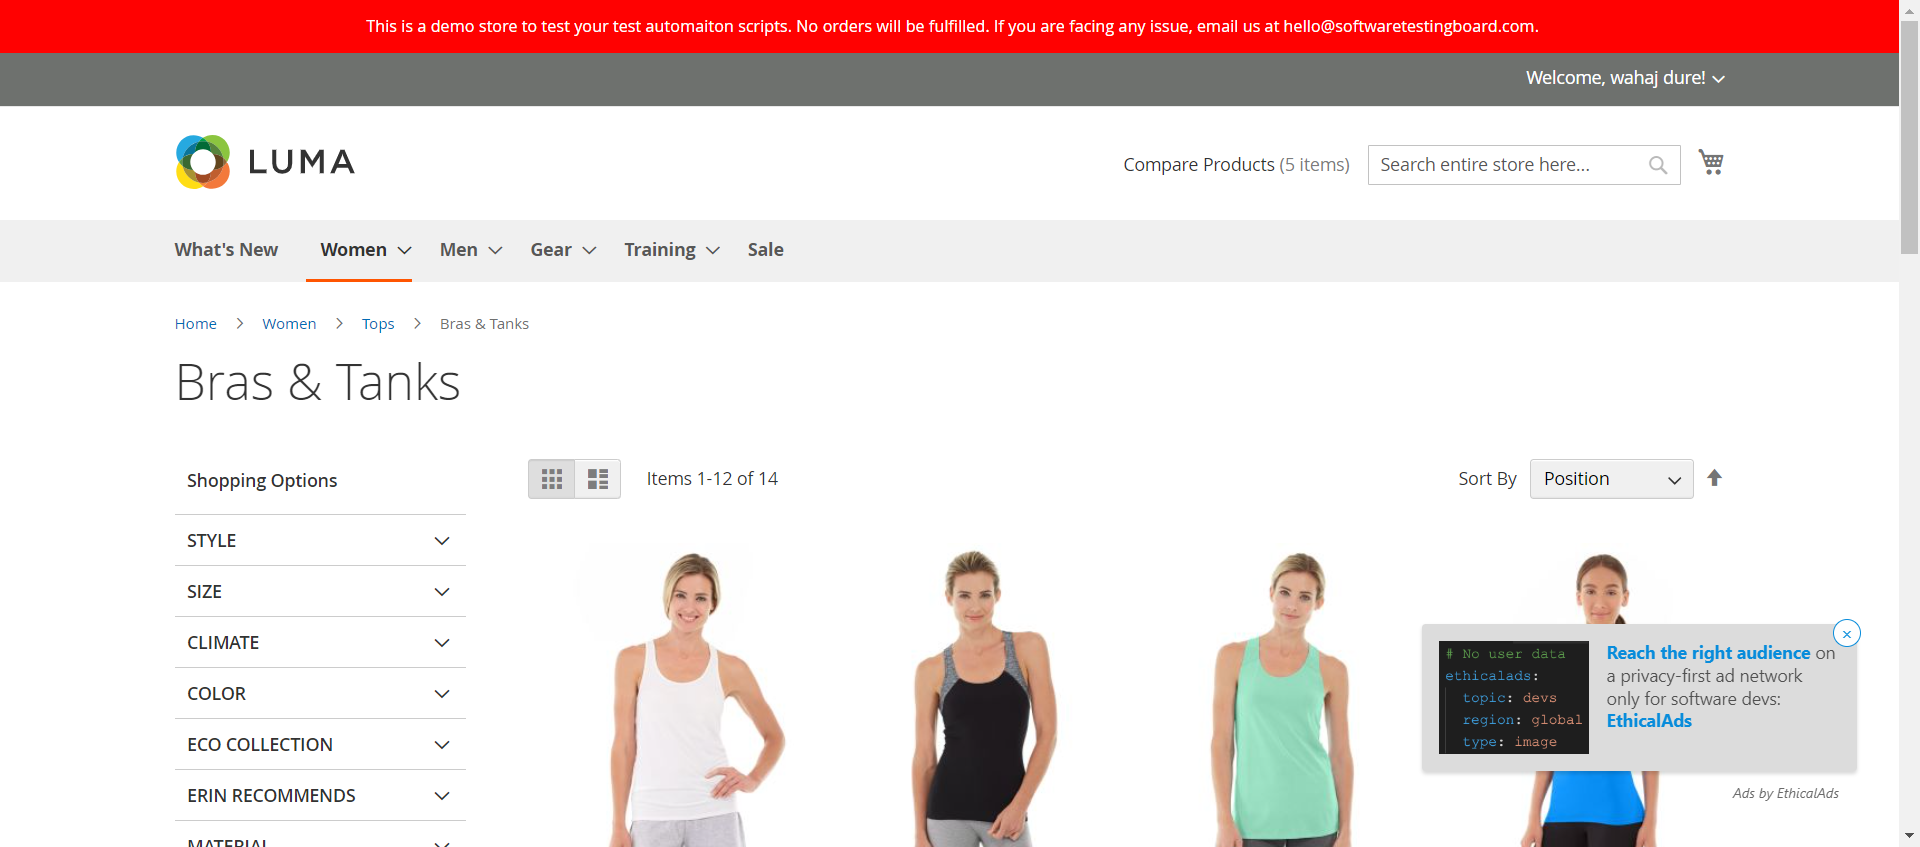 This is a demo store to test your test automaiton scripts. No orders will be fulfilled. If you are facing any issue, email us at hello@softwaretestingboard.com.
Welcome, wahaj dure!
LUMA
Compare Products (5 items)
Search entire store here...
What's New
Women
Men
Gear
Training
Sale
Home
Women
Tops
Bras & Tanks
Bras & Tanks
Shopping Options
Items 1-12 of 14
Sort By
Position
STYLE
SIZE
CLIMATE
COLOR
ECO COLLECTION
ERIN RECOMMENDS
MATERIAL
# No user data
ethicalads:
topic: devs
region: global
type: image
Reach the right audience on
a privacy-first ad network
only for software devs:
EthicalAds
Ads by EthicalAds